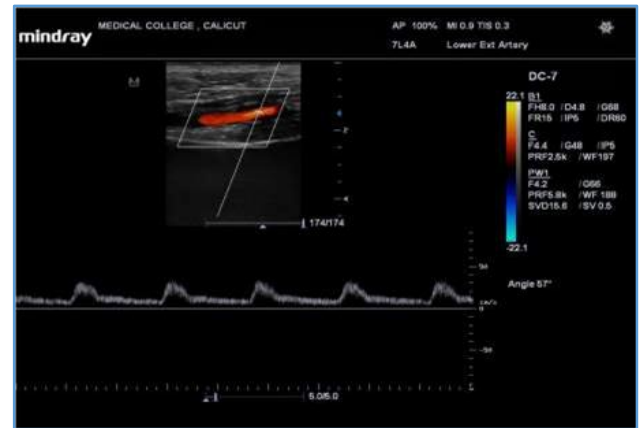 mindray
MEDICAL COLLEGE , CALICUT
AP 100% MI 0.9 TIS 0.3
7L4A Lower Ext Artery
DC-7
22.1
B1
FH8.0 /D4.8 /G68
FR15 /IP5 /DR60
C
F4.4 /G48 /IP5
PRF2.5k /WF197
PW1
F4.2 /G66
PRF5.8k /WF 188
SVD15.6 /SV 0.5
-22.1
M
174/174
Angle 57°
5.0/5.0